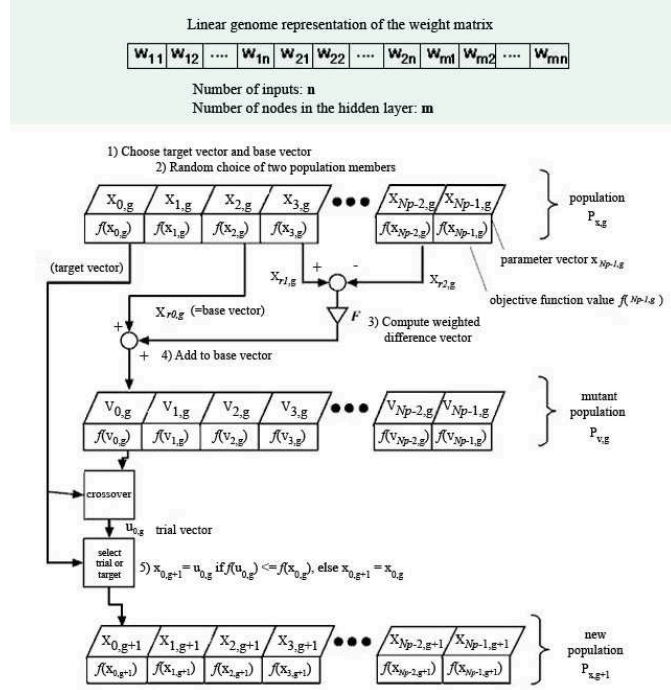 Linear genome representation of the weight matrix
W11 W12 .... W1n W21 W22 .... W2n Wm1 Wm2 .... Wmn
Number of inputs: n
Number of nodes in the hidden layer: m
1) Choose target vector and base vector
2) Random choice of two population members
X0,g X1,g X2,g X3,g ●●● XNp-2,g XNp-1,g
f(x0,g) f(x1,g) f(x2,g) f(x3,g) f(xNp-2,g) f(xNp-1,g)
population
Px,g
(target vector)
Xr1,g
+
-
Xr2,g
parameter vector xNp-1,g
objective function value f(Np-1,g)
Xr0,g (=base vector)
F
3) Compute weighted
difference vector
+
+
4) Add to base vector
V0,g V1,g V2,g V3,g ●●● VNp-2,g VNp-1,g
f(v0,g) f(v1,g) f(v2,g) f(v3,g) f(vNp-2,g) f(vNp-1,g)
mutant
population
Pv,g
crossover
u0,g trial vector
select
trial or
target
5) x0,g+1 = u0,g if f(u0,g) <= f(x0,g), else x0,g+1 = x0,g
X0,g+1 X1,g+1 X2,g+1 X3,g+1 ●●● XNp-2,g+1 XNp-1,g+1
f(x0,g+1) f(x1,g+1) f(x2,g+1) f(x3,g+1) f(xNp-2,g+1) f(xNp-1,g+1)
new
population
Px,g+1